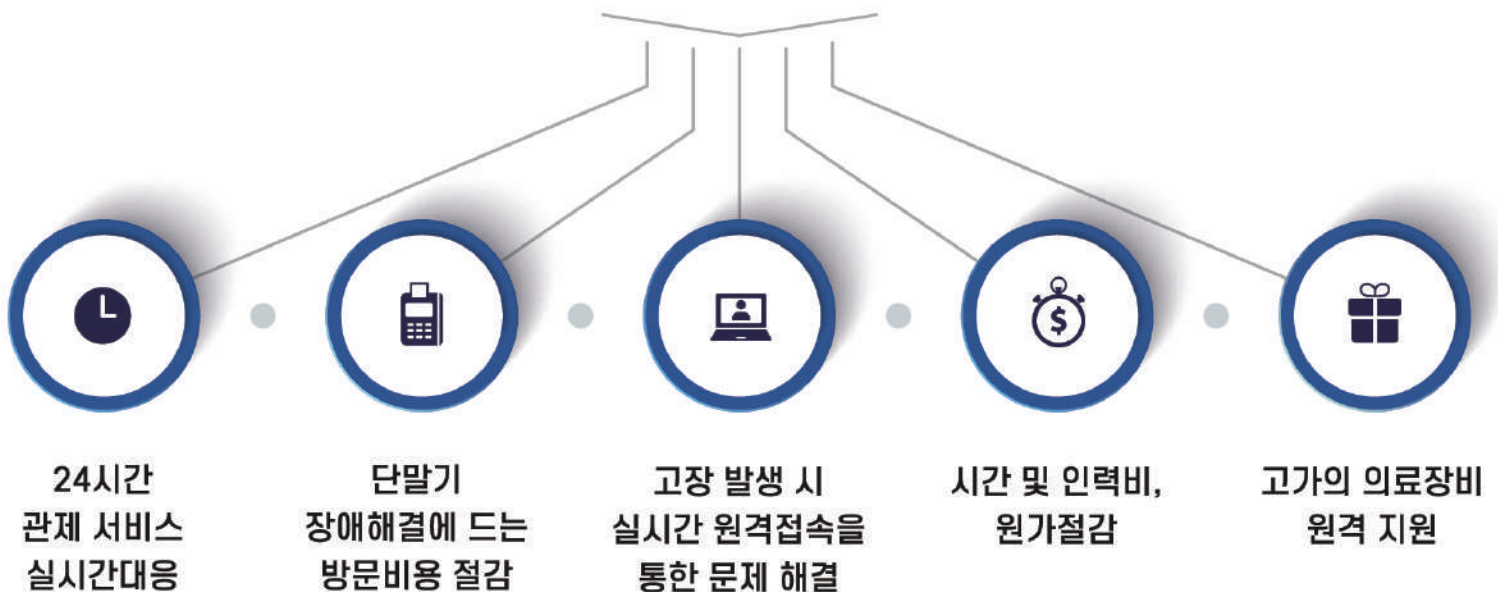 24시간
관제 서비스
실시간대응
단말기
장애해결에 드는
방문비용 절감
고장 발생 시
실시간 원격접속을
통한 문제 해결
시간 및 인력비,
원가절감
고가의 의료장비
원격 지원
$